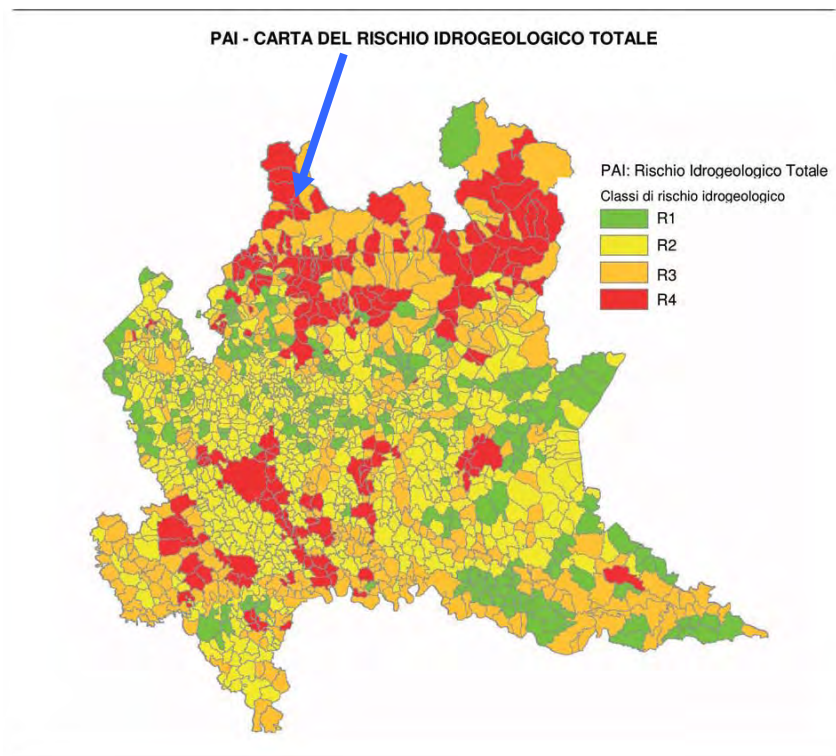 PAI - CARTA DEL RISCHIO IDROGEOLOGICO TOTALE
PAI: Rischio Idrogeologico Totale
Classi di rischio idrogeologico
R1
R2
R3
R4